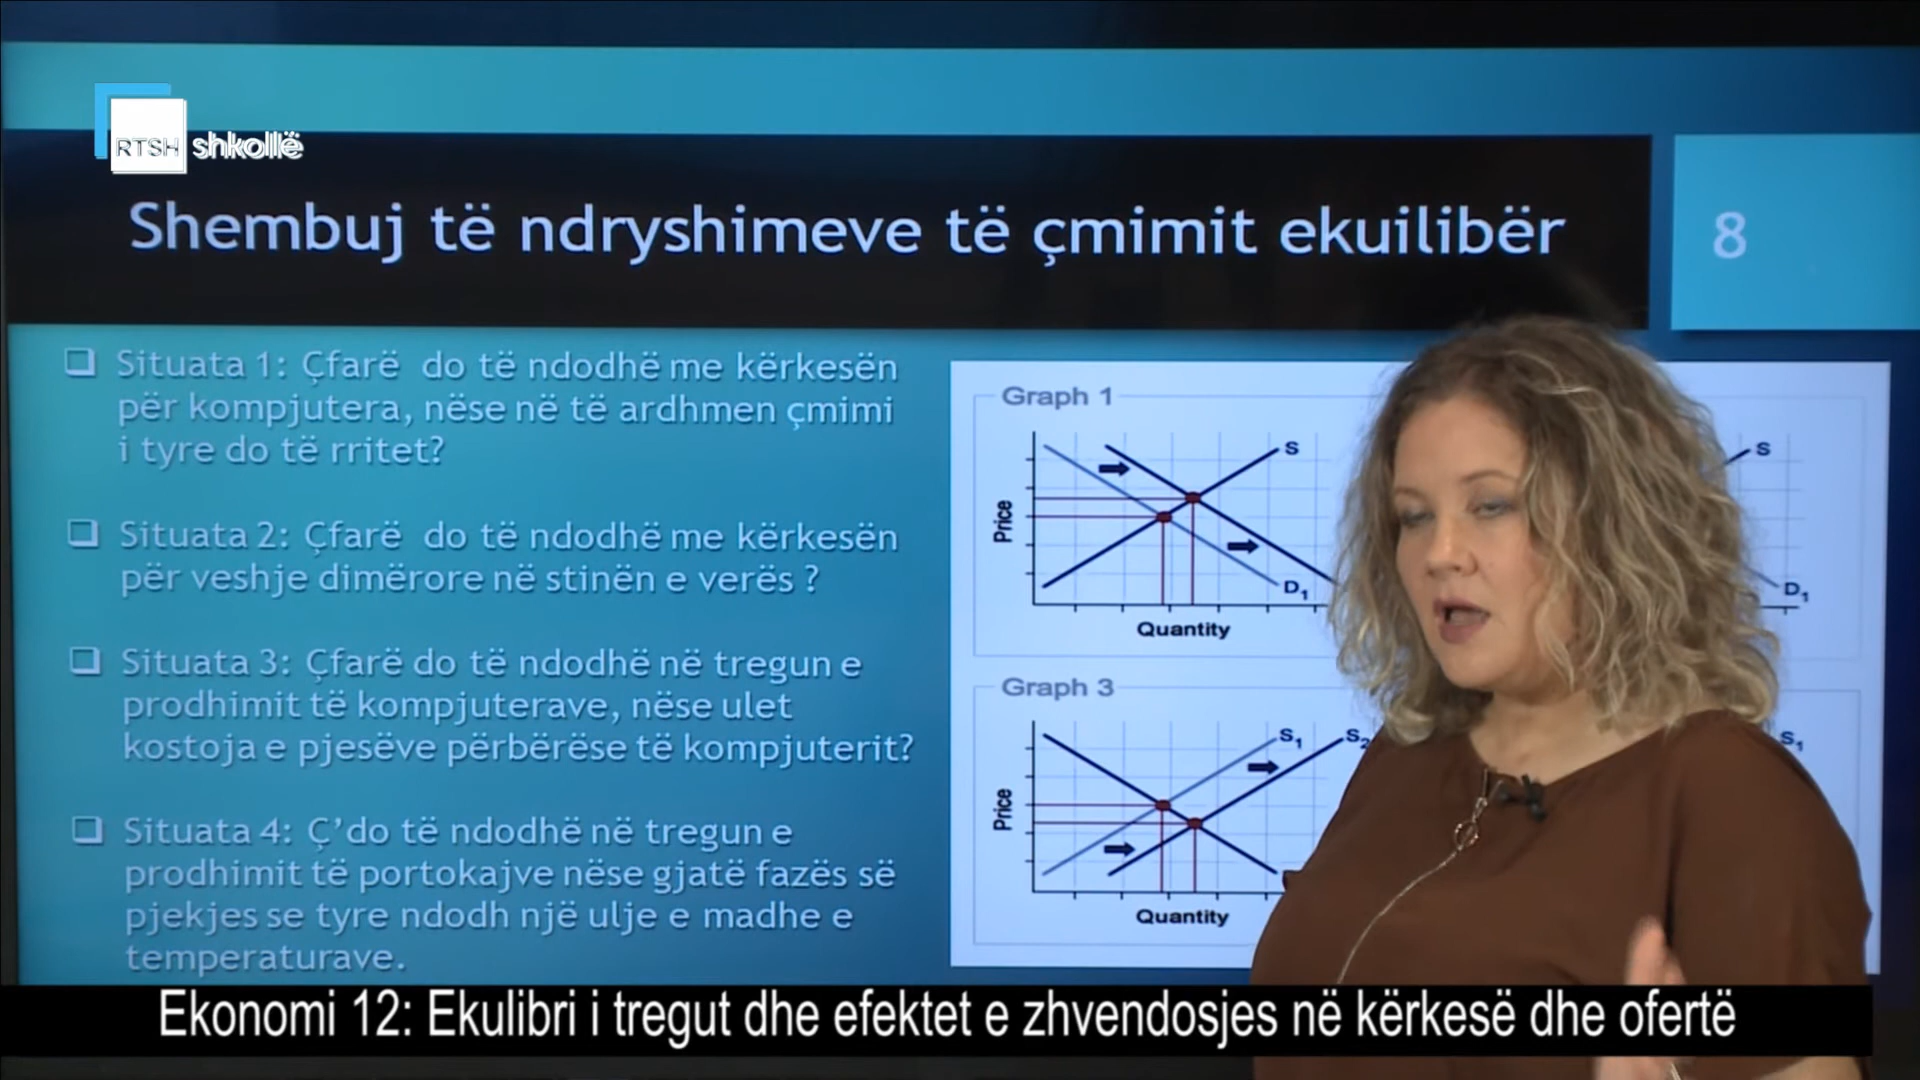 RTSH shkollë
Shembuj të ndryshimeve të çmimit ekuilibër
8
Situata 1: Çfarë do të ndodhë me kërkesën
për kompjutera, nëse në të ardhmen çmimi
i tyre do të rritet?
Situata 2: Çfarë do të ndodhë me kërkesën
për veshje dimërore në stinën e verës ?
Situata 3: Çfarë do të ndodhë në tregun e
prodhimit të kompjuterave, nëse ulet
kostoja e pjesëve përbërëse të kompjuterit?
Situata 4: Ç’do të ndodhë në tregun e
prodhimit të portokajve nëse gjatë fazës së
pjekjes se tyre ndodh një ulje e madhe e
temperaturave.
Graph 1
S
Price
D1
Quantity
S
D1
Graph 3
S1
S2
Price
Quantity
S1
Ekonomi 12: Ekulibri i tregut dhe efektet e zhvendosjes në kërkesë dhe ofertë